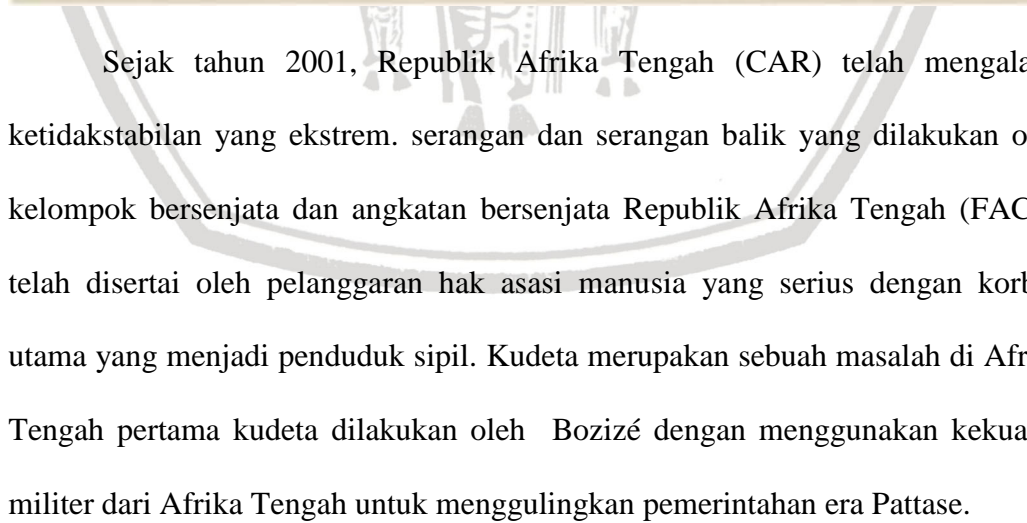 Sejak tahun 2001, Republik Afrika Tengah (CAR) telah mengala
ketidakstabilan yang ekstrem. serangan dan serangan balik yang dilakukan o
kelompok bersenjata dan angkatan bersenjata Republik Afrika Tengah (FAC
telah disertai oleh pelanggaran hak asasi manusia yang serius dengan korb
utama yang menjadi penduduk sipil. Kudeta merupakan sebuah masalah di Afr
Tengah pertama kudeta dilakukan oleh Bozizé dengan menggunakan kekua
militer dari Afrika Tengah untuk menggulingkan pemerintahan era Pattase.